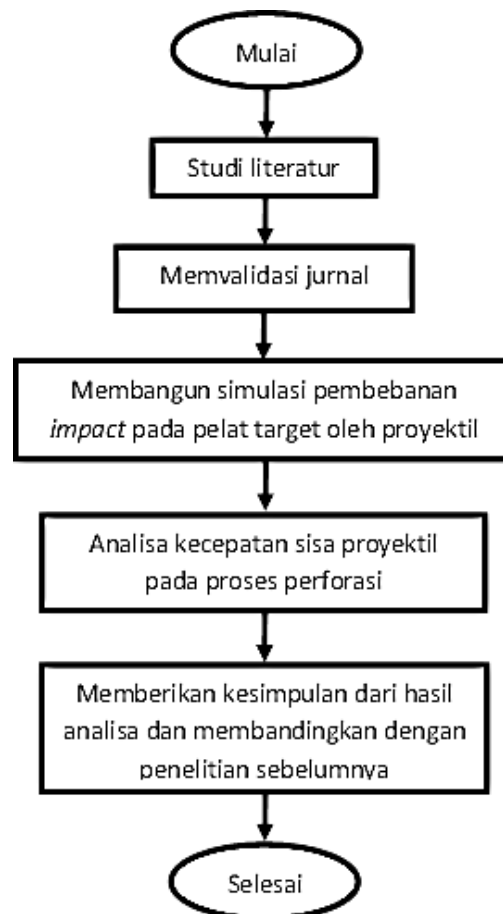 Mulai
Studi literatur
Memvalidasi jurnal
Membangun simulasi pembebanan
impact pada pelat target oleh proyektil
Analisa kecepatan sisa proyektil
pada proses perforasi
Memberikan kesimpulan dari hasil
analisa dan membandingkan dengan
penelitian sebelumnya
Selesai